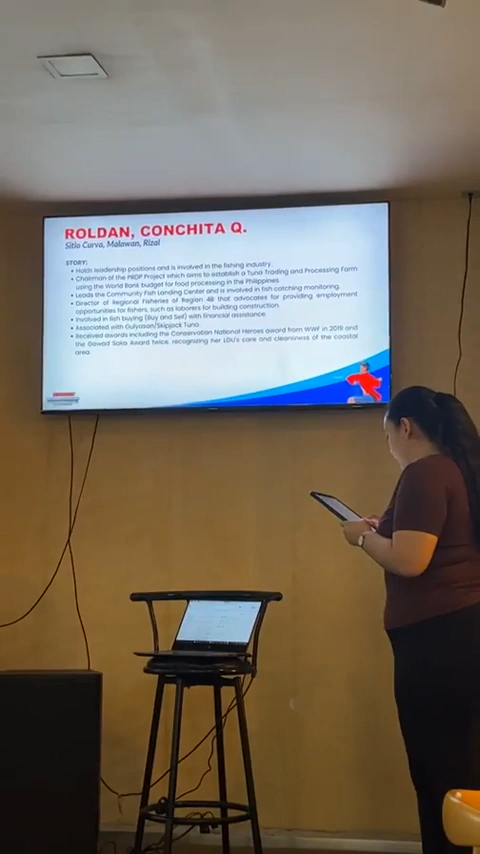 ROLDAN, CONCHITA Q.
Sitio Curva, Malawan, Rizal
STORY:
• Holds leadership positions and is involved in the fishing industry.
• Chairman of the PRDP Project which aims to establish a Tuna Trading and Processing Farm
using the World Bank budget for food processing in the Philippines.
• Leads the Community Fish Landing Center and is involved in fish catching monitoring.
• Director of Regional Fisheries of Region 4B that advocates for providing employment
opportunities for fishers, such as laborers for building construction.
• Involved in fish buying (Buy and Sell) with financial assistance.
• Associated with Gulyasan/Skipjack Tuna.
• Received awards including the Conservation National Heroes award from WWF in 2019 and
the Gawad Saka Award twice, recognizing her LGU's care and cleanliness of the coastal
area.